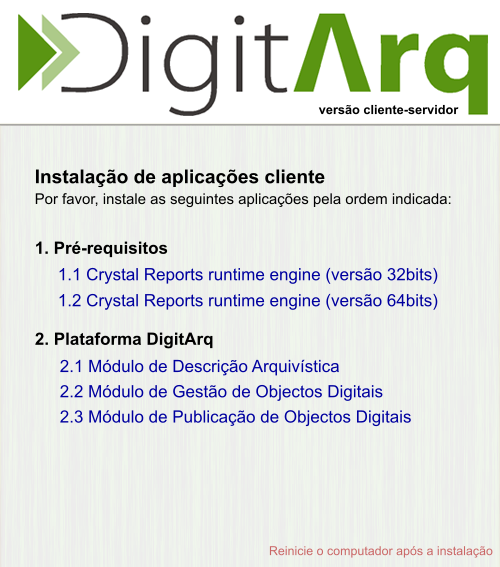 DigitArq
versão cliente-servidor
Instalação de aplicações cliente
Por favor, instale as seguintes aplicações pela ordem indicada:
1. Pré-requisitos
1.1 Crystal Reports runtime engine (versão 32bits)
1.2 Crystal Reports runtime engine (versão 64bits)
2. Plataforma DigitArq
2.1 Módulo de Descrição Arquivística
2.2 Módulo de Gestão de Objectos Digitais
2.3 Módulo de Publicação de Objectos Digitais
Reinicie o computador após a instalação